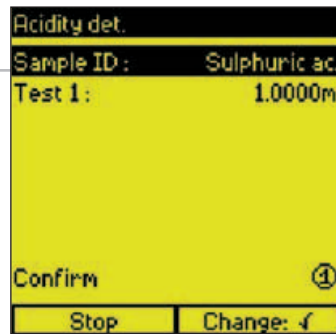 Acidity det.
Sample ID : Sulphuric ac.
Test 1 : 1.0000m
Confirm ①
Stop Change: √